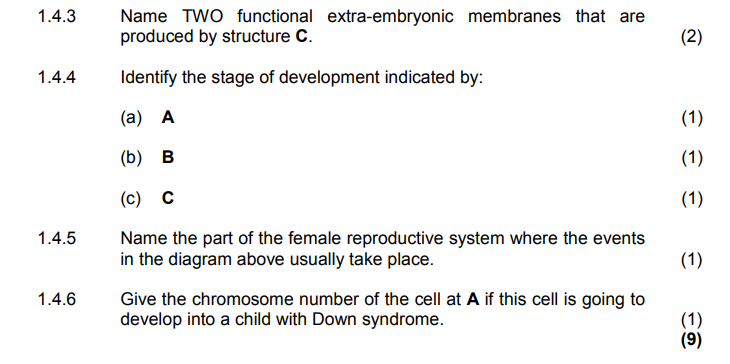 1.4.3 Name TWO functional extra-embryonic membranes that are
produced by structure C. (2)
1.4.4 Identify the stage of development indicated by:
(a) A (1)
(b) B (1)
(c) C (1)
1.4.5 Name the part of the female reproductive system where the events
in the diagram above usually take place. (1)
1.4.6 Give the chromosome number of the cell at A if this cell is going to
develop into a child with Down syndrome. (1)
(9)